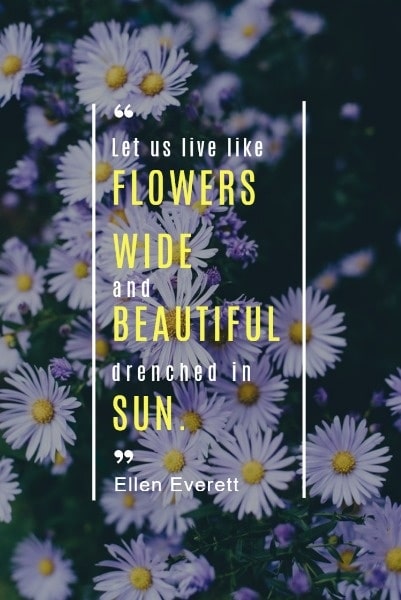 “
Let us live like
FLOWERS
WIDE
and
BEAUTIFUL
drenched in
SUN.
”
Ellen Everett